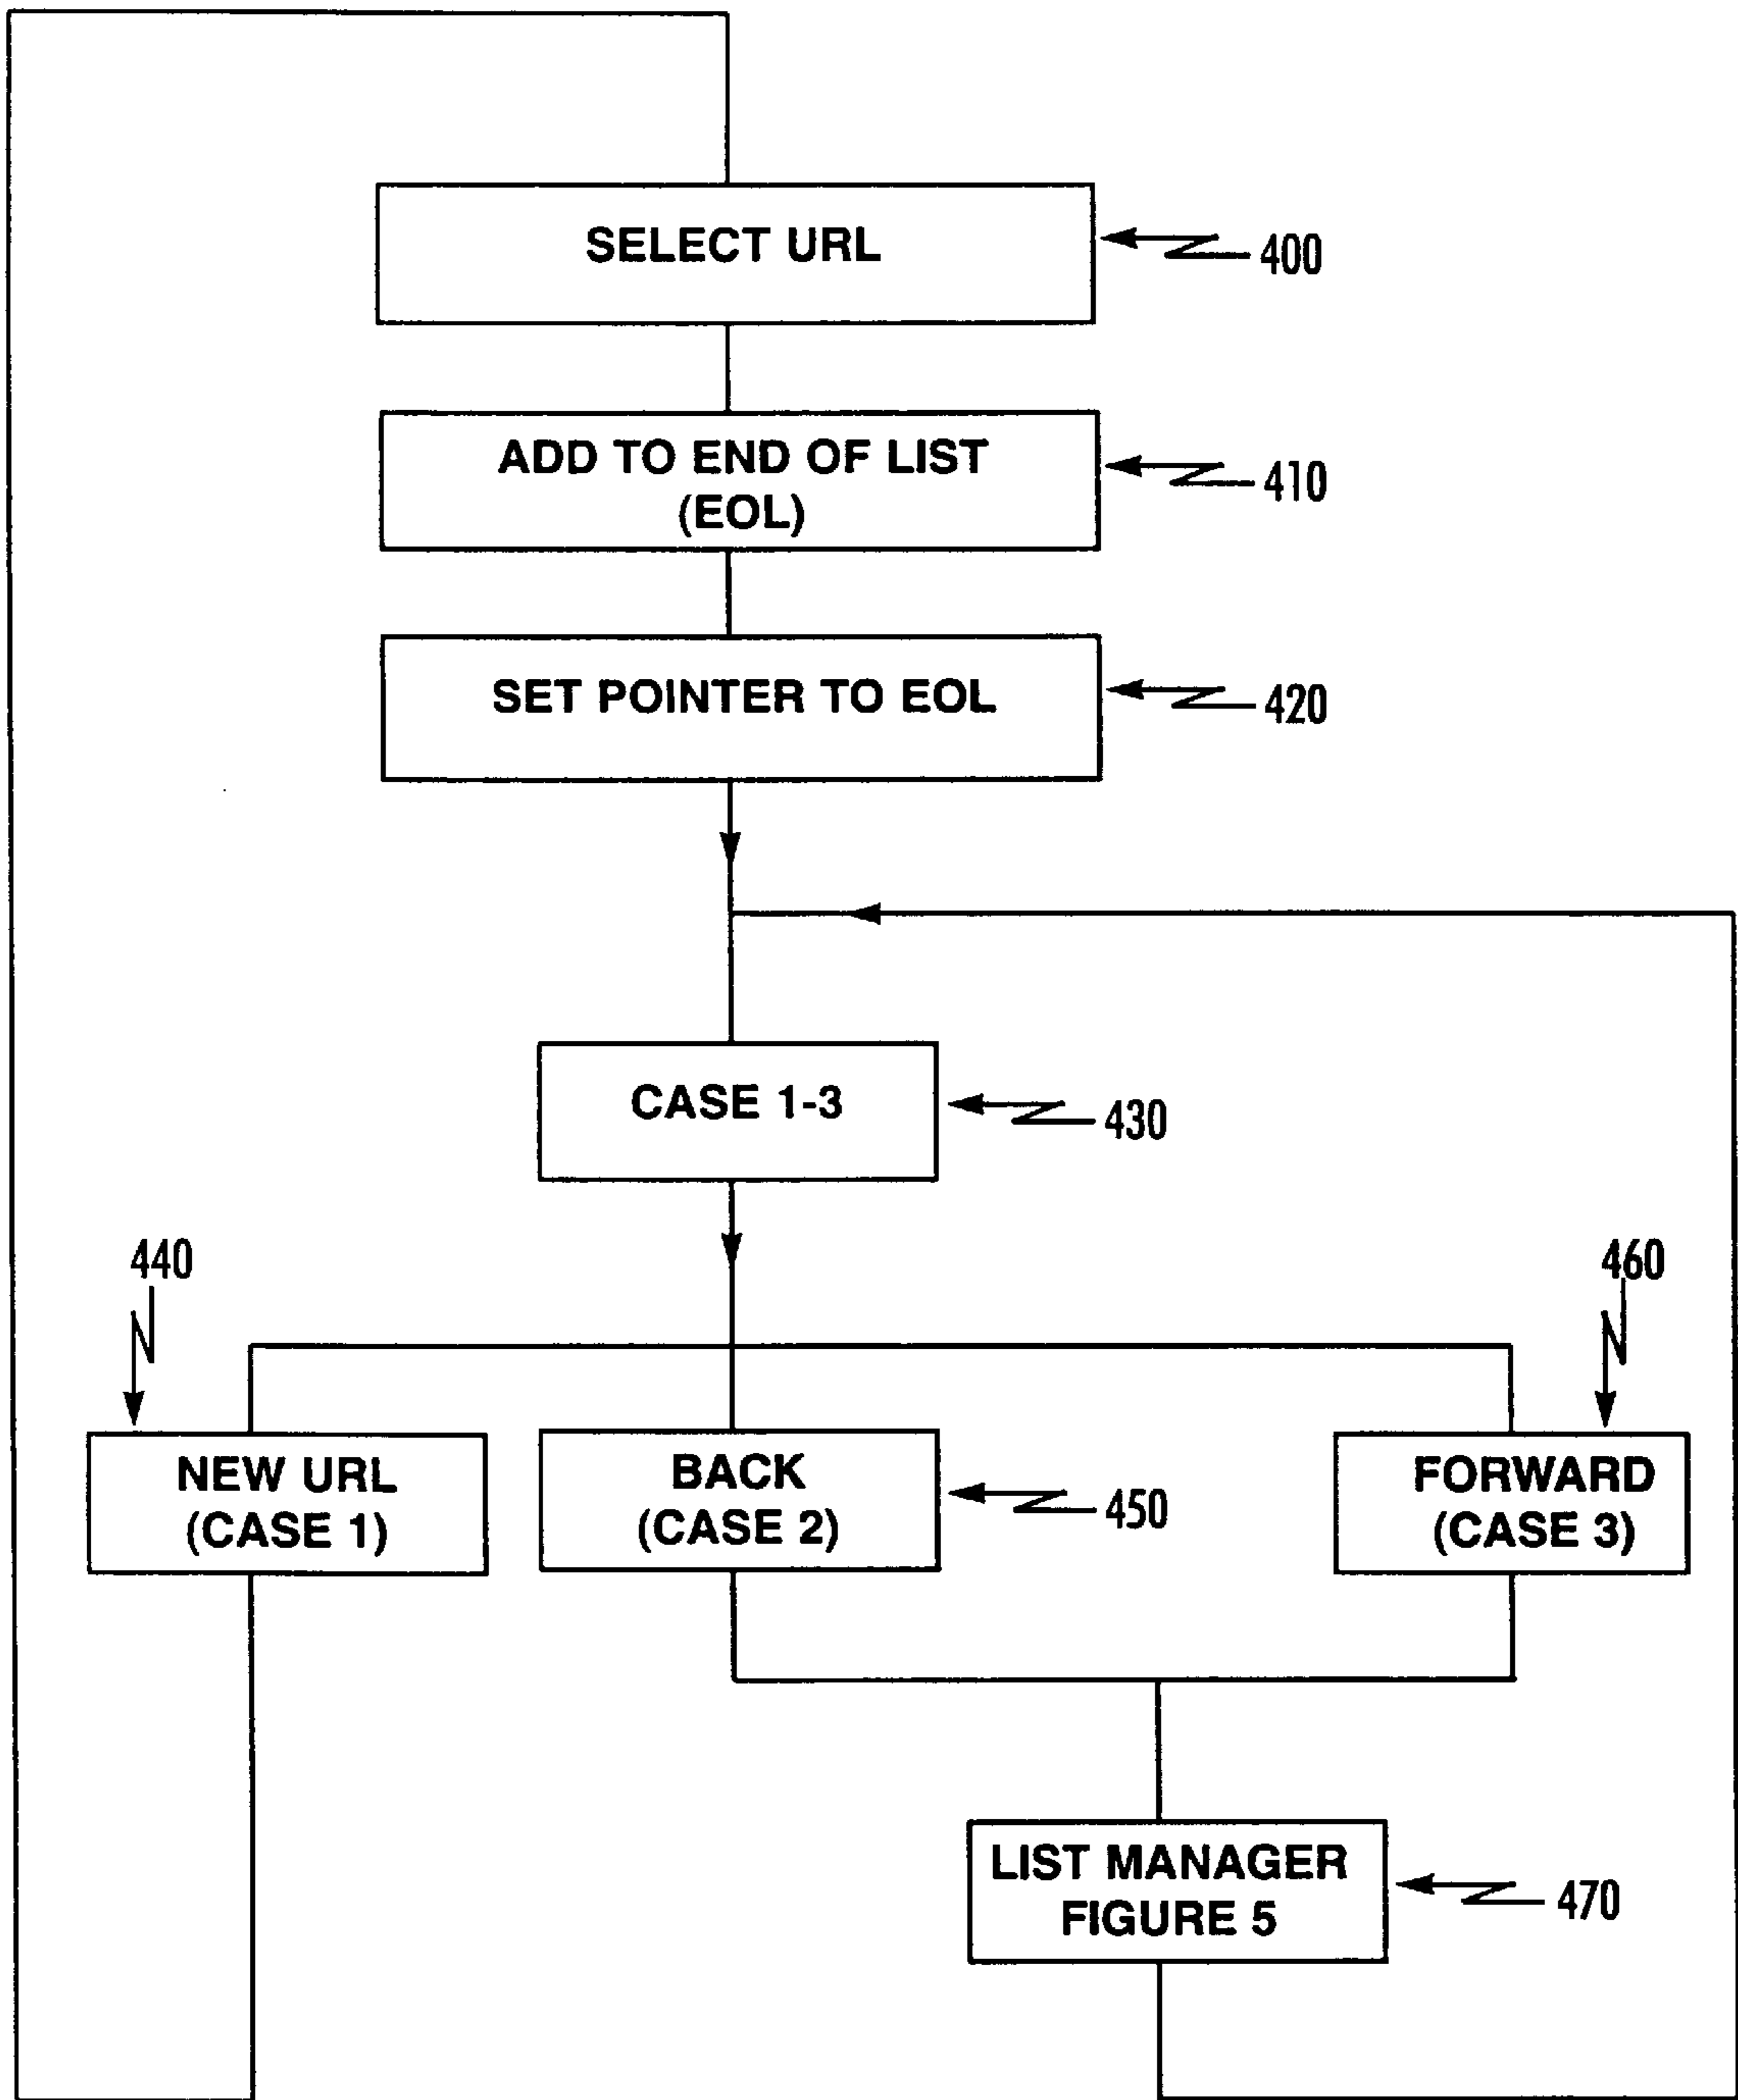 SELECT URL
400
ADD TO END OF LIST
(EOL)
410
SET POINTER TO EOL
420
CASE 1-3
430
440
460
NEW URL
(CASE 1)
BACK
(CASE 2)
450
FORWARD
(CASE 3)
LIST MANAGER
FIGURE 5
470